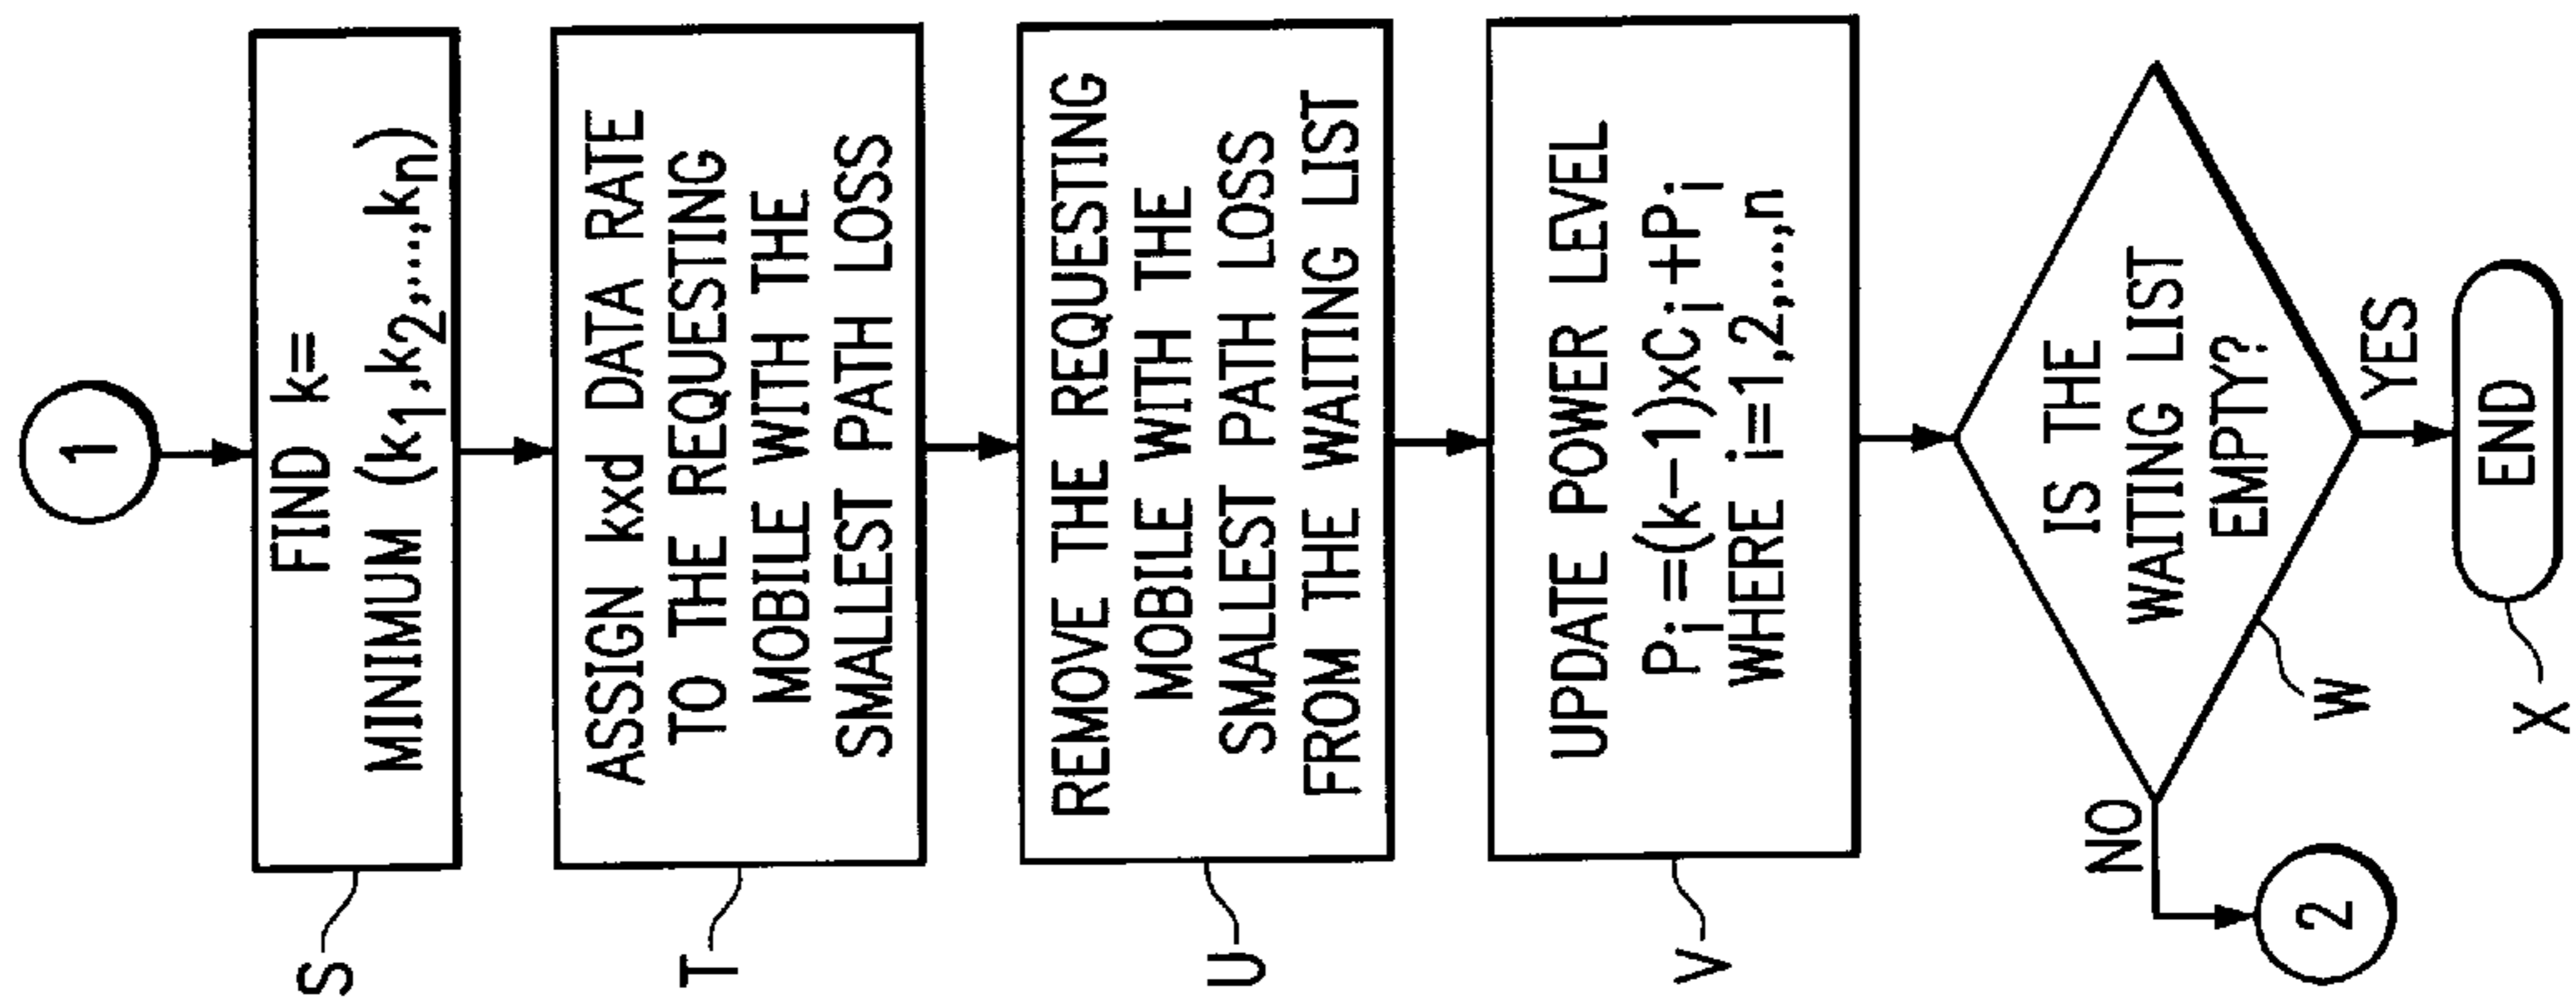 1
FIND k=
MINIMUM (k1,k2,...,kn)
S
ASSIGN kxd DATA RATE
TO THE REQUESTING
MOBILE WITH THE
SMALLEST PATH LOSS
T
REMOVE THE REQUESTING
MOBILE WITH THE
SMALLEST PATH LOSS
FROM THE WAITING LIST
U
UPDATE POWER LEVEL
Pi=(k-1)xCi+Pi
WHERE i=1,2,...,n
V
IS THE
WAITING LIST
EMPTY?
W
NO
2
YES
END
X